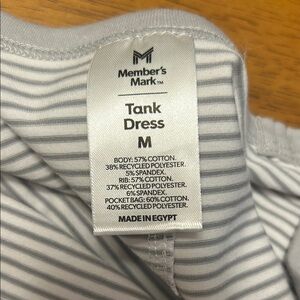 M
Member's
Mark™
Tank
Dress
M
BODY: 57% COTTON.
38% RECYCLED POLYESTER.
5% SPANDEX.
RIB: 57% COTTON.
37% RECYCLED POLYESTER.
6% SPANDEX.
POCKET BAG: 60% COTTON.
40% RECYCLED POLYESTER.
MADE IN EGYPT